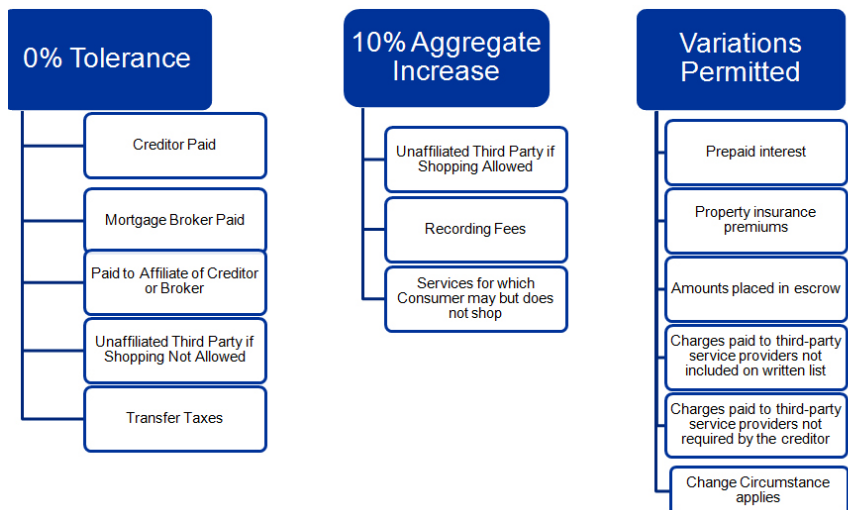 0% Tolerance
Creditor Paid
Mortgage Broker Paid
Paid to Affiliate of Creditor
or Broker
Unaffiliated Third Party if
Shopping Not Allowed
Transfer Taxes
10% Aggregate
Increase
Unaffiliated Third Party if
Shopping Allowed
Recording Fees
Services for which
Consumer may but does
not shop
Variations
Permitted
Prepaid interest
Property insurance
premiums
Amounts placed in escrow
Charges paid to third-party
service providers not
included on written list
Charges paid to third-party
service providers not
required by the creditor
Change Circumstance
applies